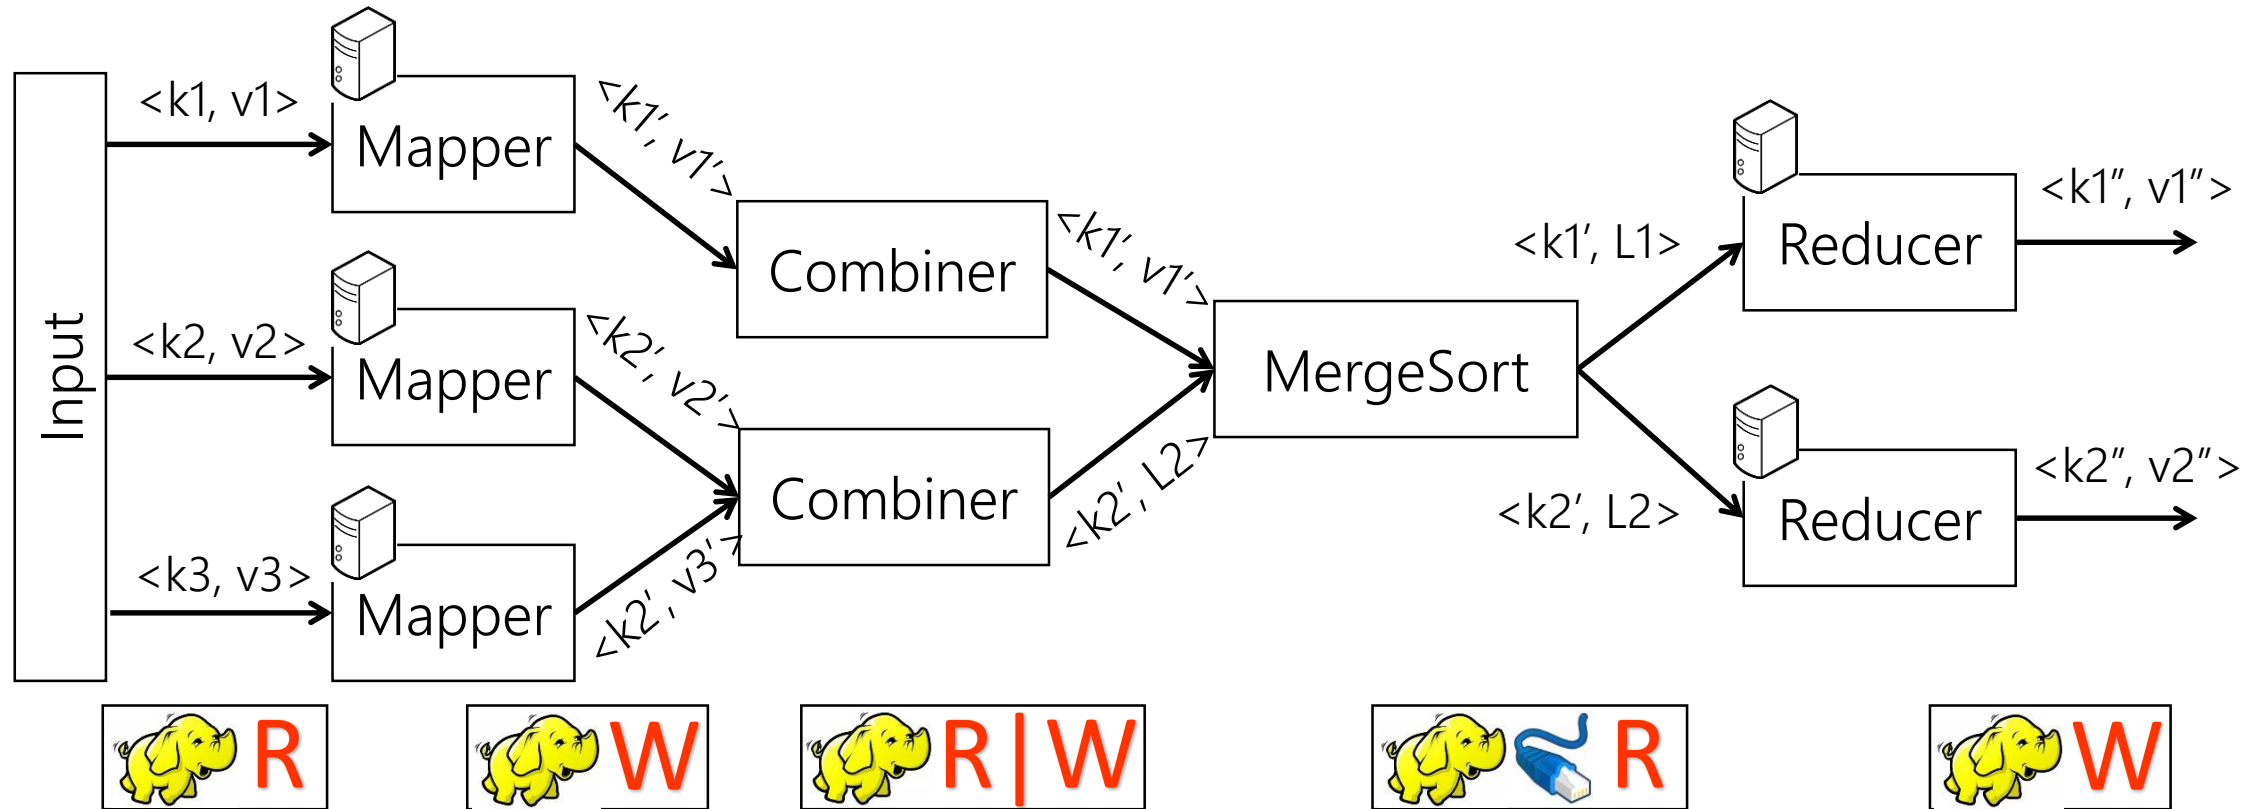 Input
<k1, v1>
<k2, v2>
<k3, v3>
Mapper
Mapper
Mapper
<k1', v1'>
<k2', v2'>
<k2', v3'>
Combiner
Combiner
<k1', v1'>
<k2', L2>
MergeSort
<k1', L1>
<k2', L2>
Reducer
Reducer
<k1'', v1''>
<k2'', v2''>
R
W
R|W
R
W